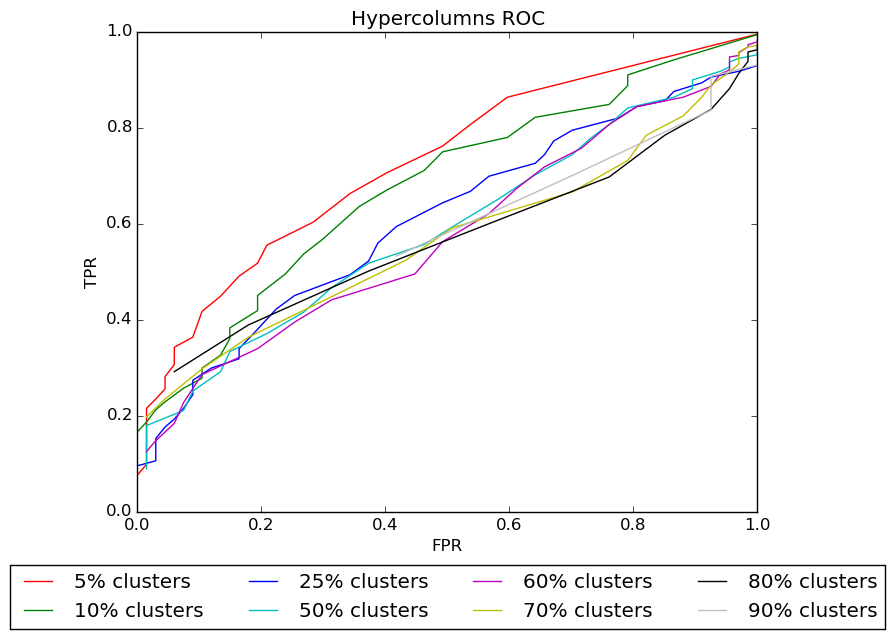 Hypercolumns ROC
1.0
0.8
0.6
0.4
0.2
0.0
TPR
0.0 0.2 0.4 0.6 0.8 1.0
FPR
5% clusters 25% clusters 60% clusters 80% clusters
10% clusters 50% clusters 70% clusters 90% clusters